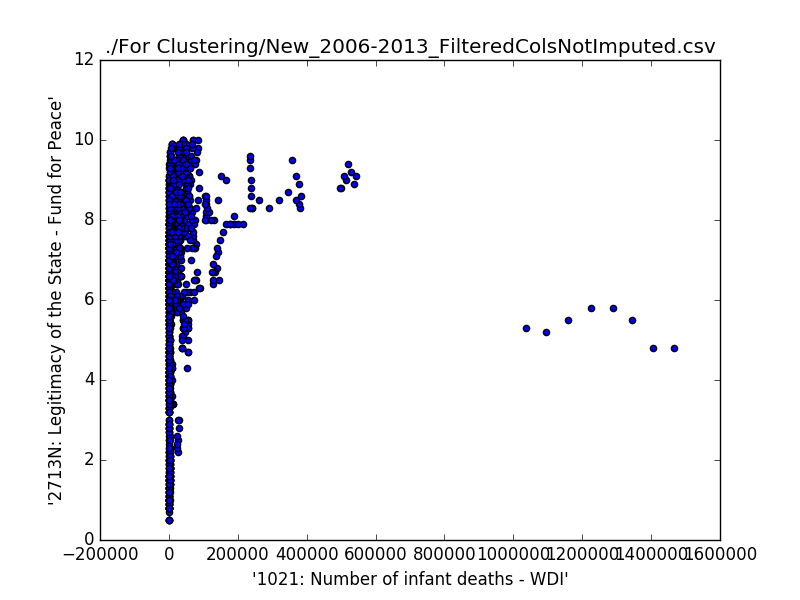 ./For Clustering/New_2006-2013_FilteredColsNotImputed.csv
12
10
8
6
4
2
0
'2713N: Legitimacy of the State - Fund for Peace'
−200000 0 200000 400000 600000 800000 1000000 1200000 1400000 1600000
'1021: Number of infant deaths - WDI'